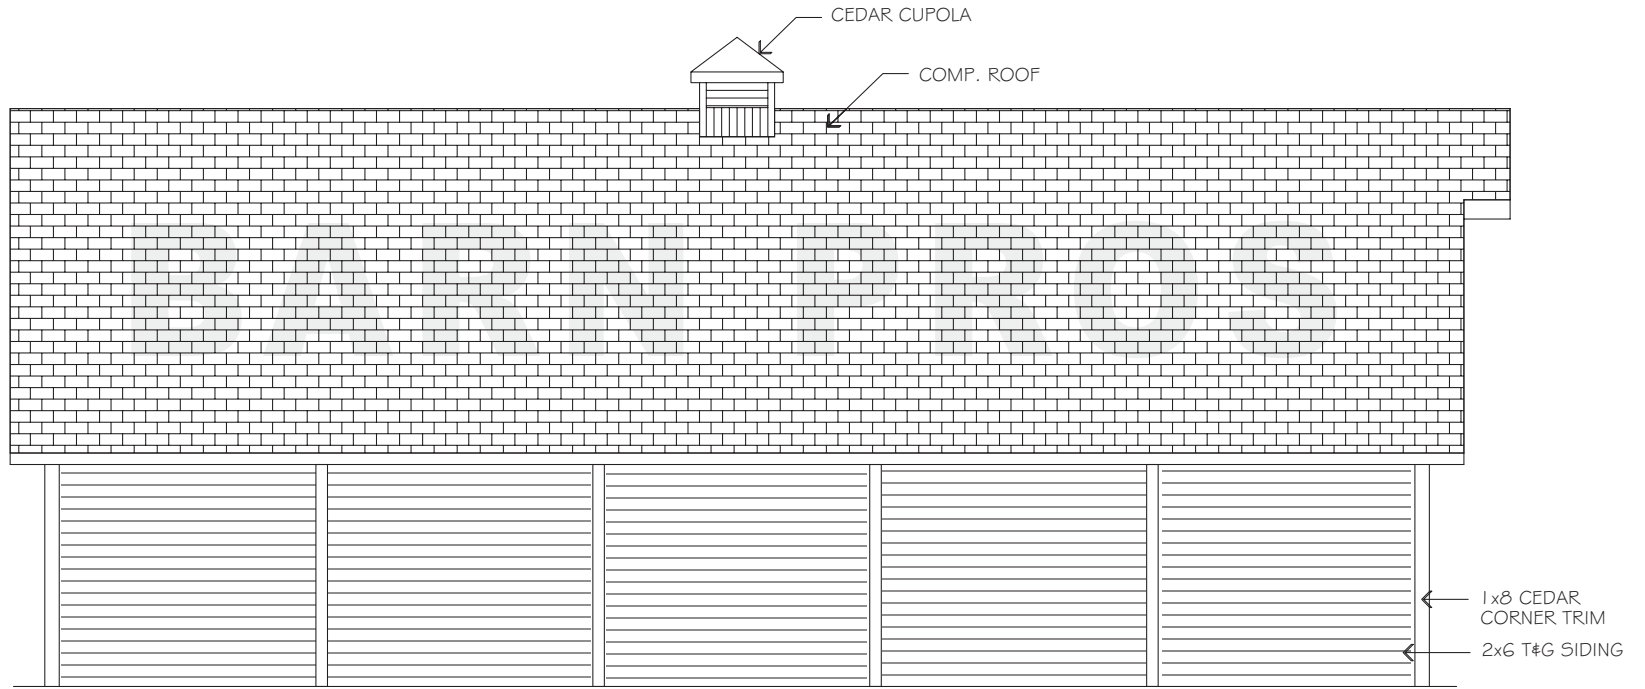 CEDAR CUPOLA
COMP. ROOF
BARN PROS
1x8 CEDAR
CORNER TRIM
2x6 T&G SIDING